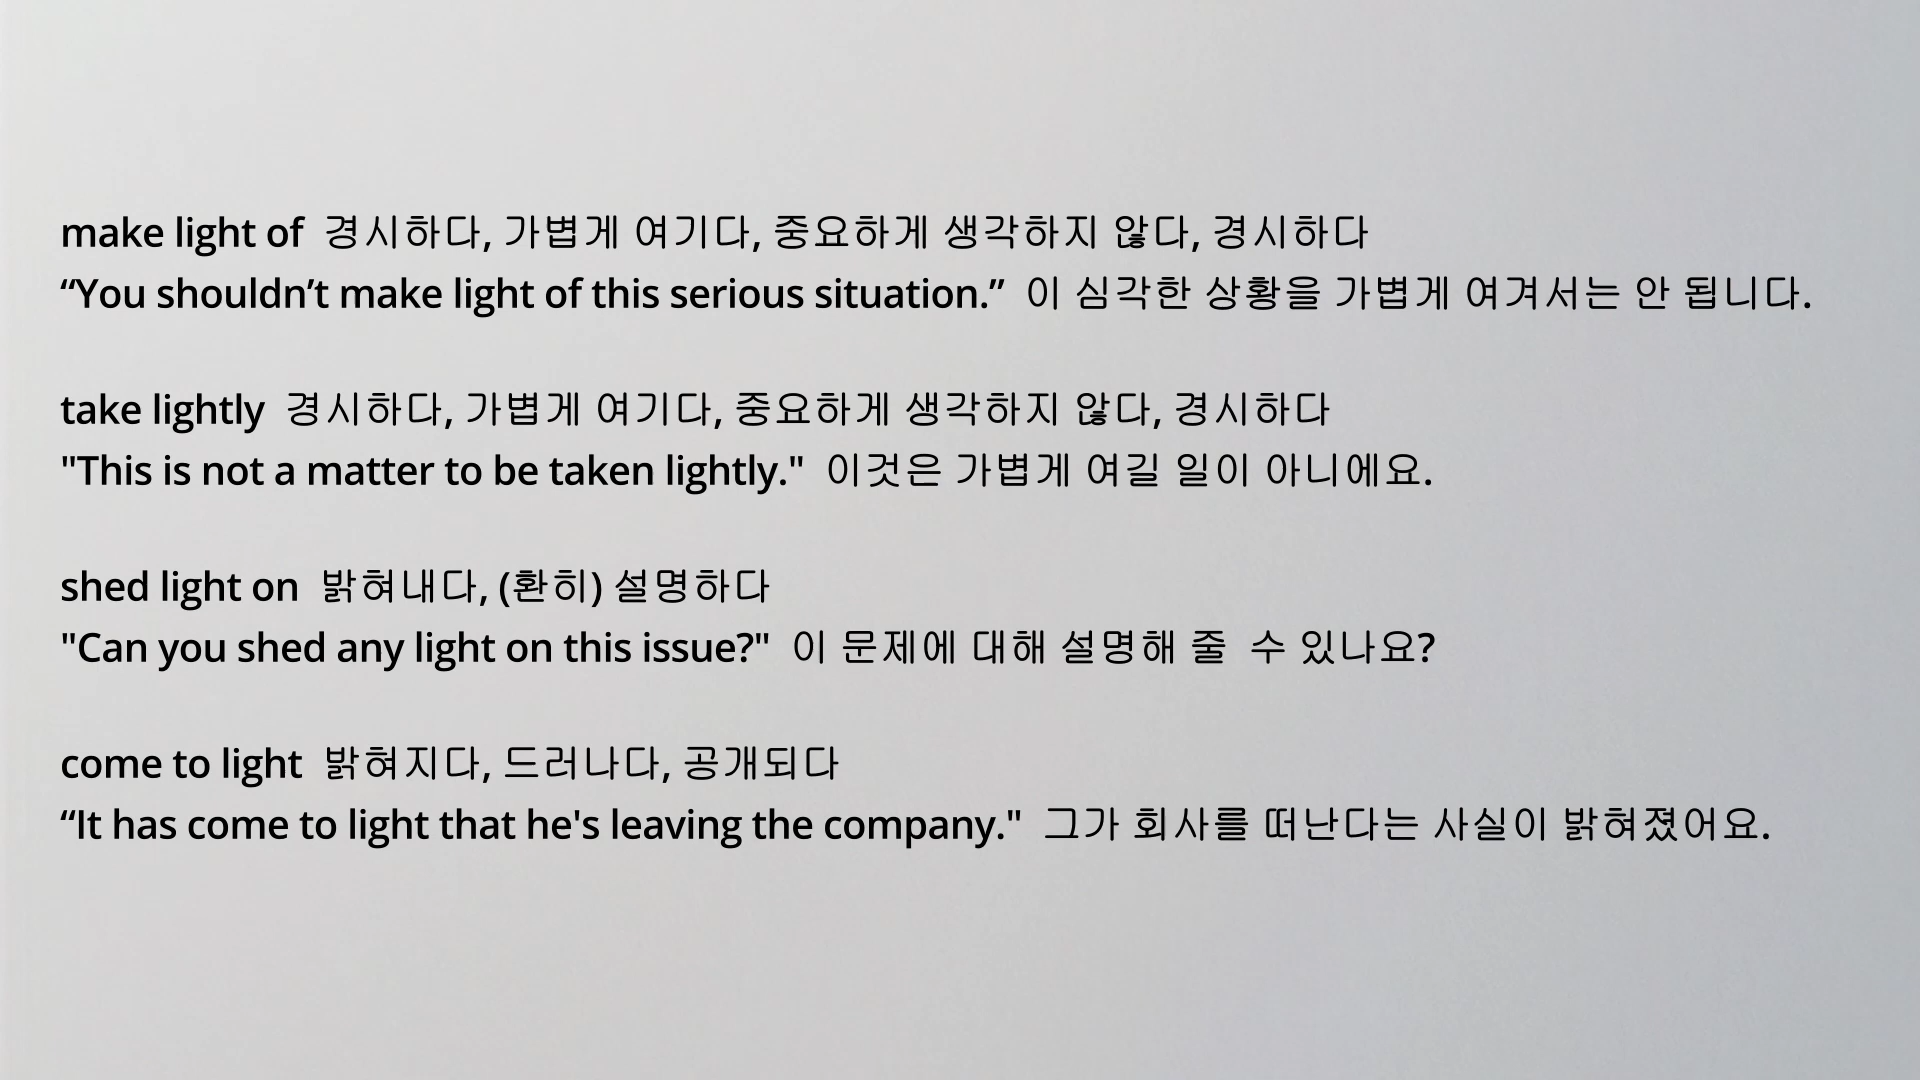 make light of  경시하다, 가볍게 여기다, 중요하게 생각하지 않다, 경시하다
“You shouldn’t make light of this serious situation.”  이 심각한 상황을 가볍게 여겨서는 안 됩니다.
take lightly  경시하다, 가볍게 여기다, 중요하게 생각하지 않다, 경시하다
"This is not a matter to be taken lightly."  이것은 가볍게 여길 일이 아니에요.
shed light on  밝혀내다, (환히) 설명하다
"Can you shed any light on this issue?"  이 문제에 대해 설명해 줄  수 있나요?
come to light  밝혀지다, 드러나다, 공개되다
“It has come to light that he's leaving the company."  그가 회사를 떠난다는 사실이 밝혀졌어요.